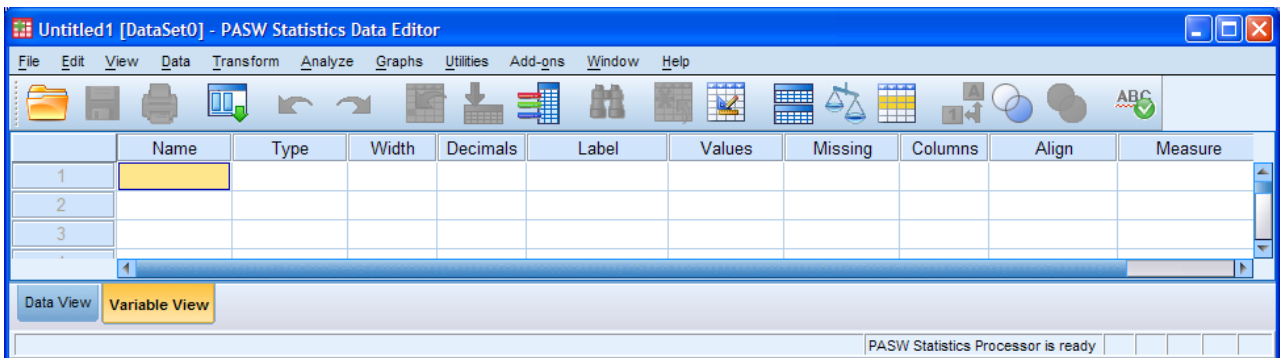 Untitled1 [DataSet0] - PASW Statistics Data Editor
File Edit View Data Transform Analyze Graphs Utilities Add-ons Window Help
A
1
ABC
Name Type Width Decimals Label Values Missing Columns Align Measure
1
2
3
Data View Variable View
PASW Statistics Processor is ready